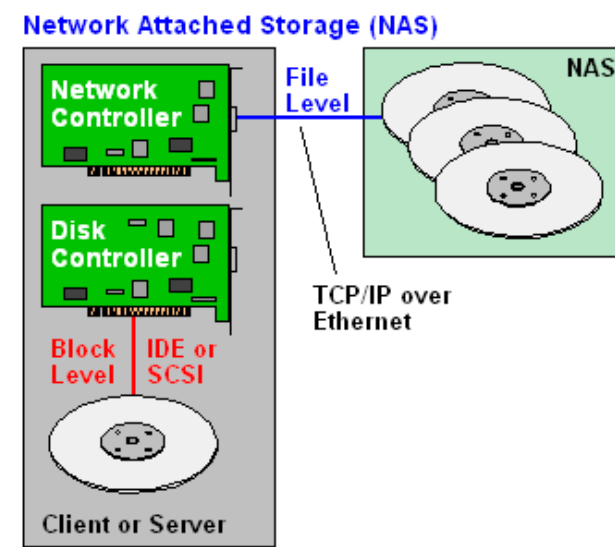 Network Attached Storage (NAS)
Network
Controller
File
Level
NAS
Disk
Controller
TCP/IP over
Ethernet
Block
Level
IDE or
SCSI
Client or Server